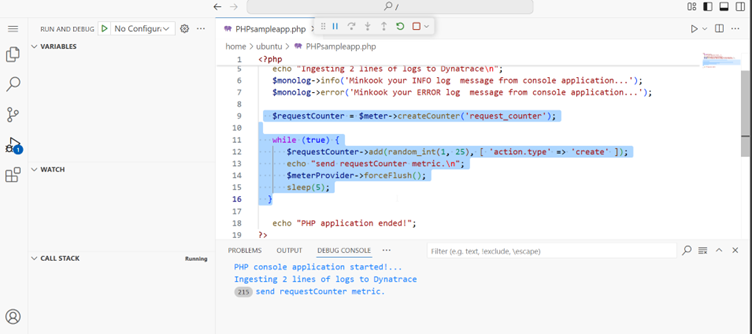 /
RUN AND DEBUG
No Configur
PHPsampleapp.php
VARIABLES
home > ubuntu > PHPsampleapp.php
1 <?php
5 echo "Ingesting 2 lines of logs to Dynatrace\n";
6 $monolog->info('Minkook your INFO log message from console application...');
7 $monolog->error('Minkook your ERROR log message from console application...');
8
9 $requestCounter = $meter->createCounter('request_counter');
10
11 while (true) {
12 $requestCounter->add(random_int(1, 25), [ 'action.type' => 'create' ]);
13 echo "send requestCounter metric.\n";
14 $meterProvider->forceFlush();
15 sleep(5);
16 }
17
18 echo "PHP application ended!";
19 ?>
1
WATCH
CALL STACK
Running
PROBLEMS OUTPUT DEBUG CONSOLE ... Filter (e.g. text, !exclude, \escape)
PHP console application started!...
Ingesting 2 lines of logs to Dynatrace
215 send requestCounter metric.